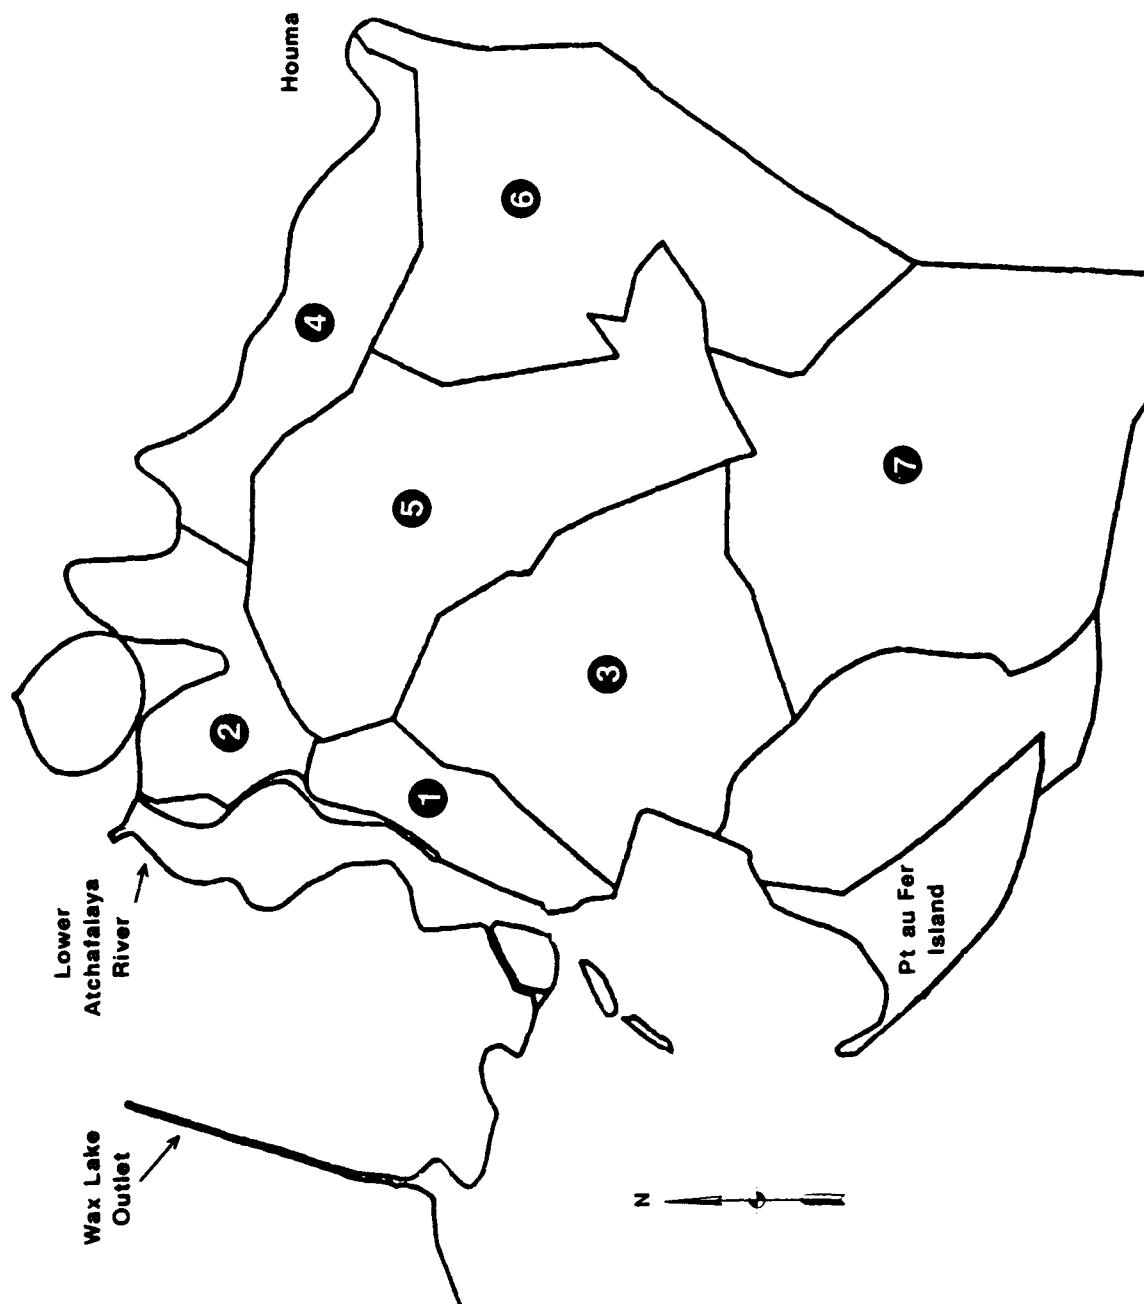 Houma
Lower
Atchafalaya
River
Wax Lake
Outlet
Pt au Fer
Island
N
1
2
3
4
5
6
7